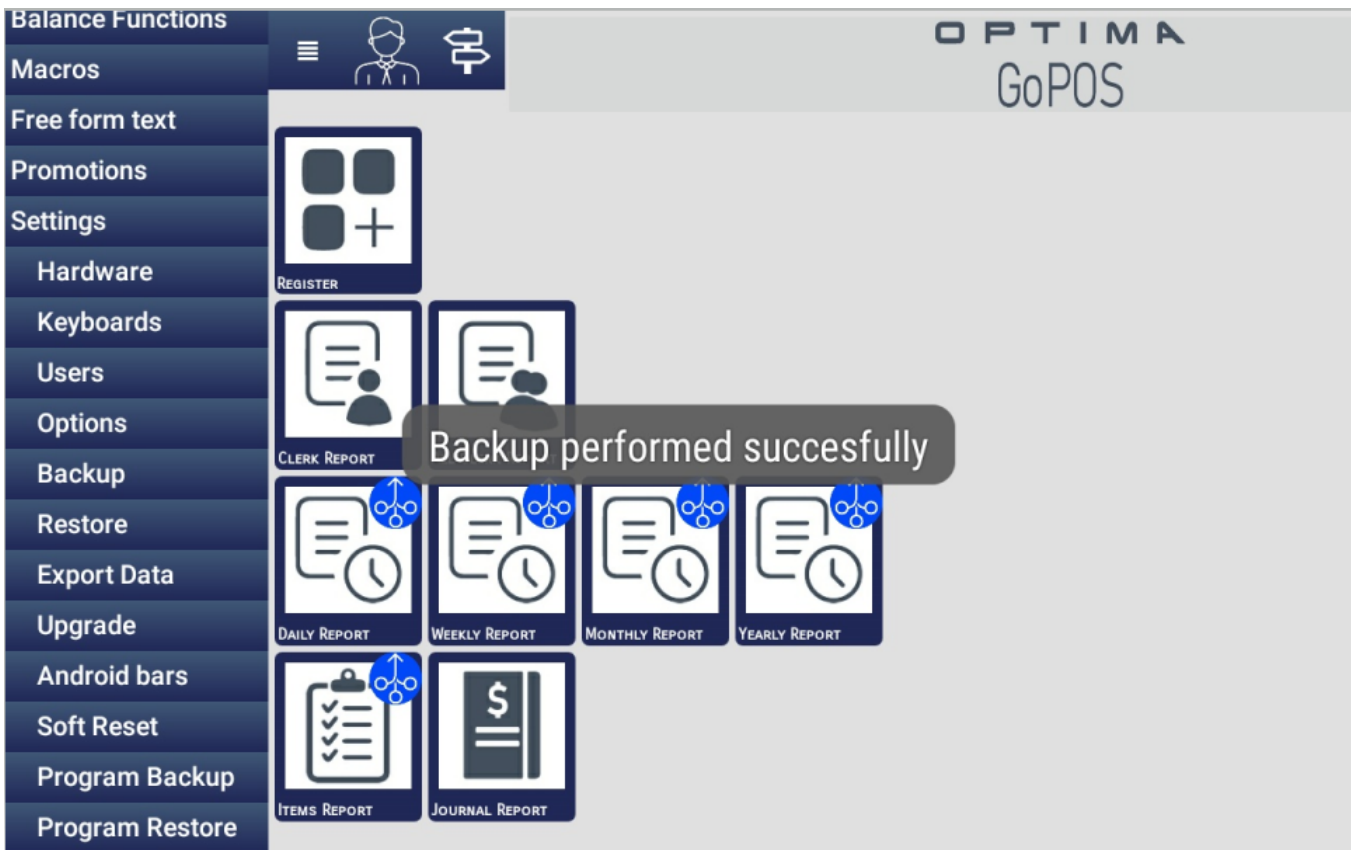 Balance Functions
Macros
Free form text
Promotions
Settings
Hardware
Keyboards
Users
Options
Backup
Restore
Export Data
Upgrade
Android bars
Soft Reset
Program Backup
Program Restore
OPTIMA
GoPOS
REGISTER
CLERK REPORT
Backup performed succesfully
DAILY REPORT
WEEKLY REPORT
MONTHLY REPORT
YEARLY REPORT
ITEMS REPORT
JOURNAL REPORT